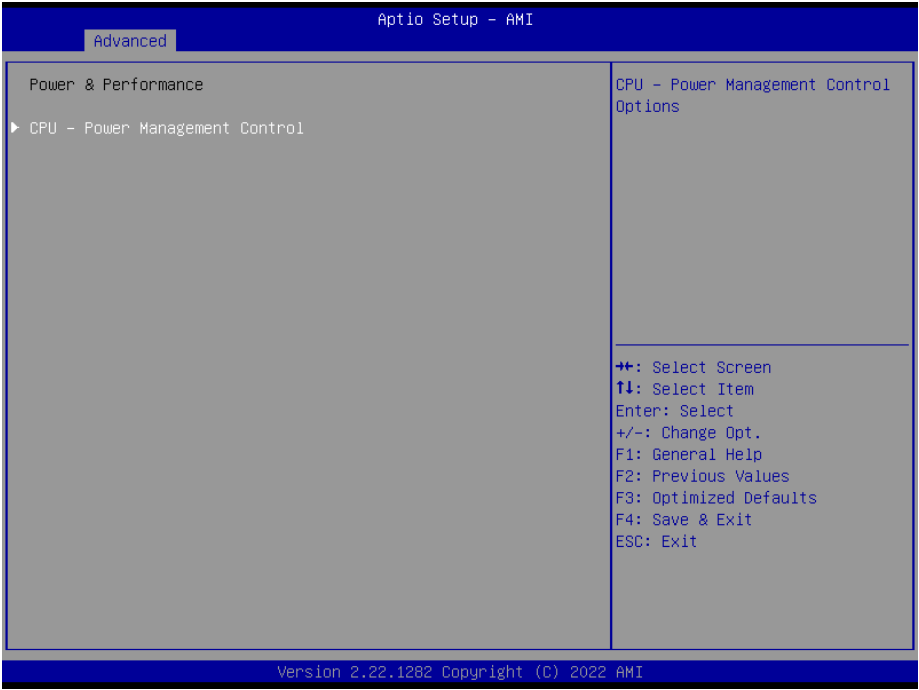 Aptio Setup – AMI
Advanced
Power & Performance
▶ CPU – Power Management Control
CPU – Power Management Control
Options
→←: Select Screen
↑↓: Select Item
Enter: Select
+/-: Change Opt.
F1: General Help
F2: Previous Values
F3: Optimized Defaults
F4: Save & Exit
ESC: Exit
Version 2.22.1282 Copyright (C) 2022 AMI